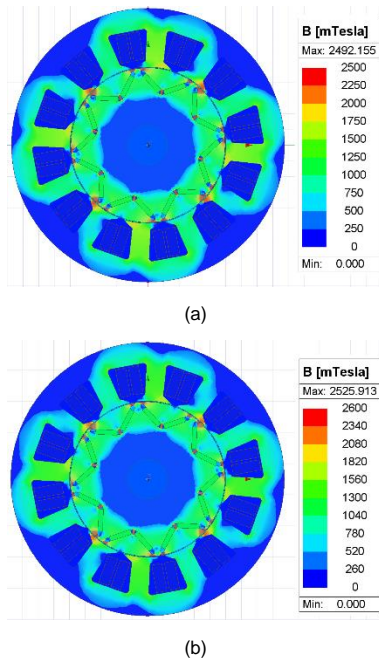 B [mTesla]
Max: 2492.155
2500
2250
2000
1750
1500
1250
1000
750
500
250
0
Min: 0.000
(a)
B [mTesla]
Max: 2525.913
2600
2340
2080
1820
1560
1300
1040
780
520
260
0
Min: 0.000
(b)